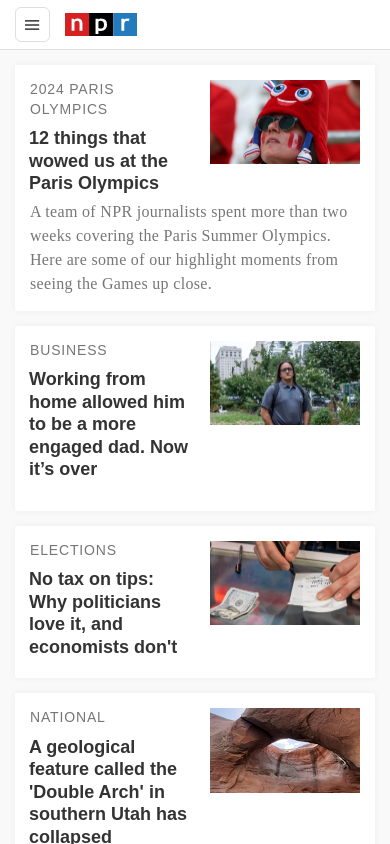 npr
2024 PARIS
OLYMPICS
12 things that
wowed us at the
Paris Olympics
A team of NPR journalists spent more than two
weeks covering the Paris Summer Olympics.
Here are some of our highlight moments from
seeing the Games up close.
BUSINESS
Working from
home allowed him
to be a more
engaged dad. Now
it’s over
ELECTIONS
No tax on tips:
Why politicians
love it, and
economists don't
NATIONAL
A geological
feature called the
'Double Arch' in
southern Utah has
collapsed